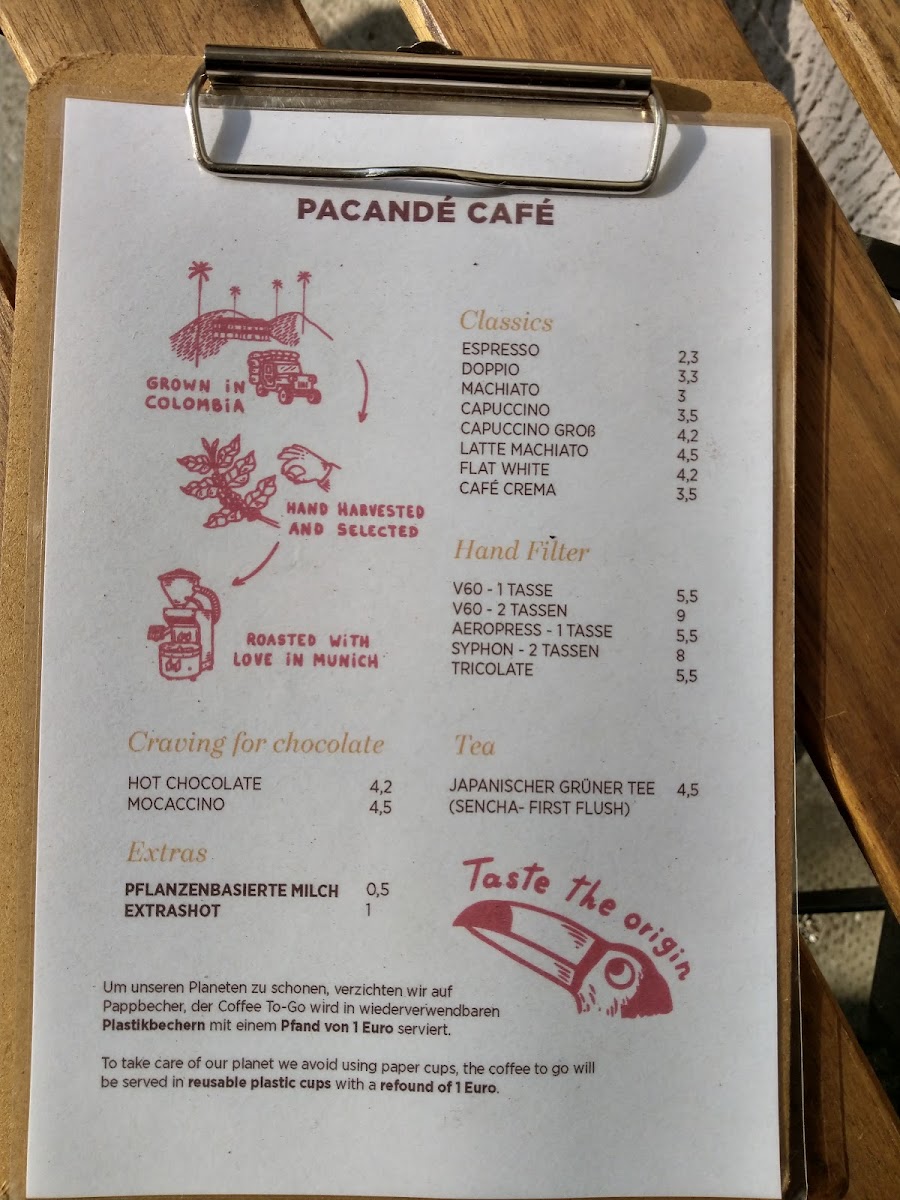 PACANDÉ CAFÉ
GROWN iN
COLOMBiA
HAND HARVESTED
AND SELECTED
ROASTED WiTH
LOVE iN MUNiCH
Classics
ESPRESSO 2,3
DOPPIO 3,3
MACHIATO 3
CAPUCCINO 3,5
CAPUCCINO GROß 4,2
LATTE MACHIATO 4,5
FLAT WHITE 4,2
CAFÉ CREMA 3,5
Hand Filter
V60 - 1 TASSE 5,5
V60 - 2 TASSEN 9
AEROPRESS - 1 TASSE 5,5
SYPHON - 2 TASSEN 8
TRICOLATE 5,5
Craving for chocolate
HOT CHOCOLATE 4,2
MOCACCINO 4,5
Tea
JAPANISCHER GRÜNER TEE 4,5
(SENCHA- FIRST FLUSH)
Extras
PFLANZENBASIERTE MILCH 0,5
EXTRASHOT 1
Taste the origin
Um unseren Planeten zu schonen, verzichten wir auf
Pappbecher, der Coffee To-Go wird in wiederverwendbaren
Plastikbechern mit einem Pfand von 1 Euro serviert.
To take care of our planet we avoid using paper cups, the coffee to go will
be served in reusable plastic cups with a refound of 1 Euro.